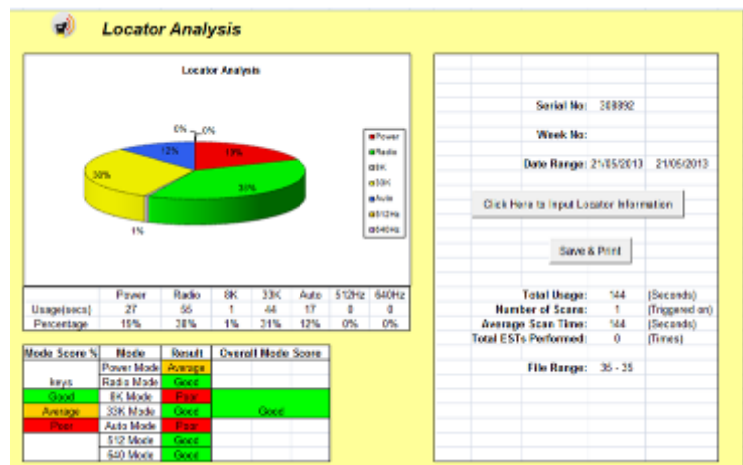 Locator Analysis
Locator Analysis
0% 0%
12%
19%
30%
38%
1%
Power
Radio
8K
33K
Auto
512Hz
640Hz
Power Radio 8K 33K Auto 512Hz 640Hz
Usage(secs) 27 55 1 44 17 0 0
Percentage 19% 38% 1% 31% 12% 0% 0%
Mode Score % Mode Result Overall Mode Score
Power Mode Average
keys Radio Mode Good
Good 8K Mode Poor
Average 33K Mode Good Good
Poor Auto Mode Poor
512 Mode Good
640 Mode Good
Serial No: 308892
Week No:
Date Range: 21/05/2013 21/05/2013
Click Here to Input Locator Information
Save & Print
Total Usage: 144 (Seconds)
Number of Scans: 1 (Triggered on)
Average Scan Time: 144 (Seconds)
Total ESTs Performed: 0 (Times)
File Range: 35 - 35